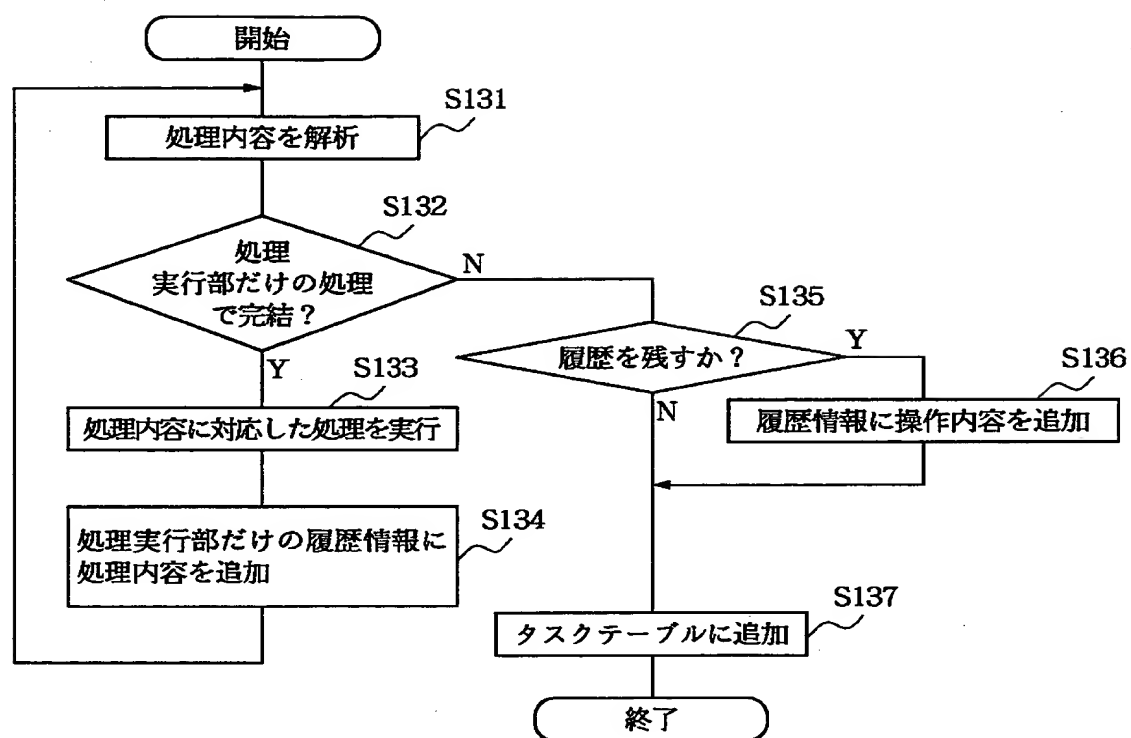 開始
S131
処理内容を解析
S132
処理
実行部だけの処理
で完結？
N
Y
S133
処理内容に対応した処理を実行
S134
処理実行部だけの履歴情報に
処理内容を追加
S135
履歴を残すか？
Y
N
S136
履歴情報に操作内容を追加
S137
タスクテーブルに追加
終了